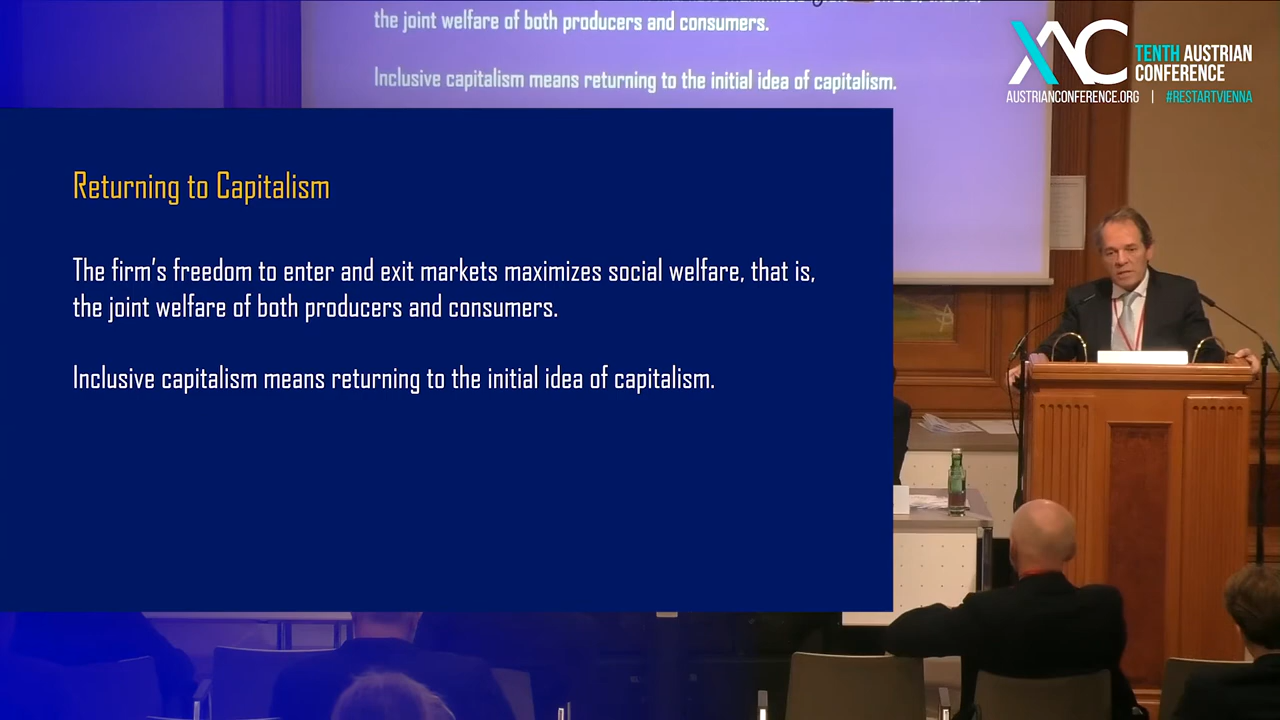 the joint welfare of both producers and consumers.
Inclusive capitalism means returning to the initial idea of capitalism.
XAC TENTH AUSTRIAN
CONFERENCE
AUSTRIANCONFERENCE.ORG | #RESTARTVIENNA
Returning to Capitalism
The firm's freedom to enter and exit markets maximizes social welfare, that is,
the joint welfare of both producers and consumers.
Inclusive capitalism means returning to the initial idea of capitalism.